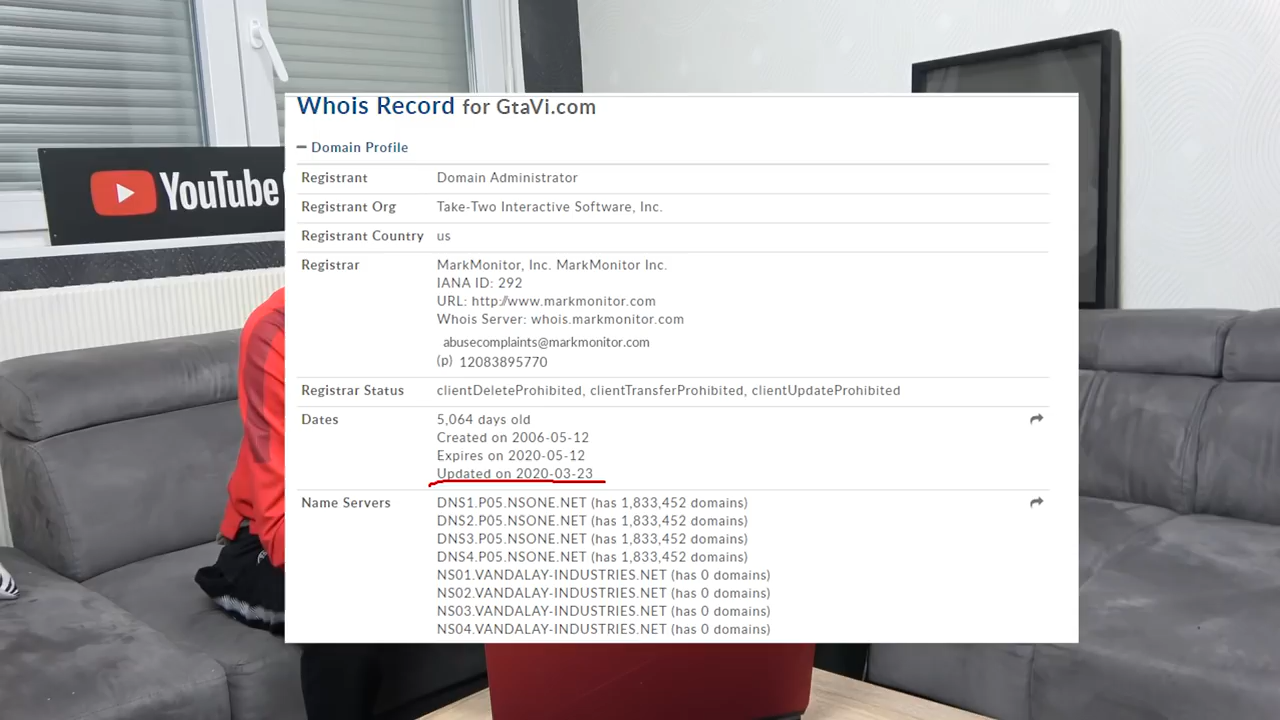 Whois Record for GtaVi.com
Domain Profile
Registrant Domain Administrator
Registrant Org Take-Two Interactive Software, Inc.
Registrant Country us
Registrar MarkMonitor, Inc. MarkMonitor Inc.
IANA ID: 292
URL: http://www.markmonitor.com
Whois Server: whois.markmonitor.com
abusecomplaints@markmonitor.com
(p) 12083895770
Registrar Status clientDeleteProhibited, clientTransferProhibited, clientUpdateProhibited
Dates 5,064 days old
Created on 2006-05-12
Expires on 2020-05-12
Updated on 2020-03-23
Name Servers DNS1.P05.NSONE.NET (has 1,833,452 domains)
DNS2.P05.NSONE.NET (has 1,833,452 domains)
DNS3.P05.NSONE.NET (has 1,833,452 domains)
DNS4.P05.NSONE.NET (has 1,833,452 domains)
NS01.VANDALAY-INDUSTRIES.NET (has 0 domains)
NS02.VANDALAY-INDUSTRIES.NET (has 0 domains)
NS03.VANDALAY-INDUSTRIES.NET (has 0 domains)
NS04.VANDALAY-INDUSTRIES.NET (has 0 domains)
YouTube